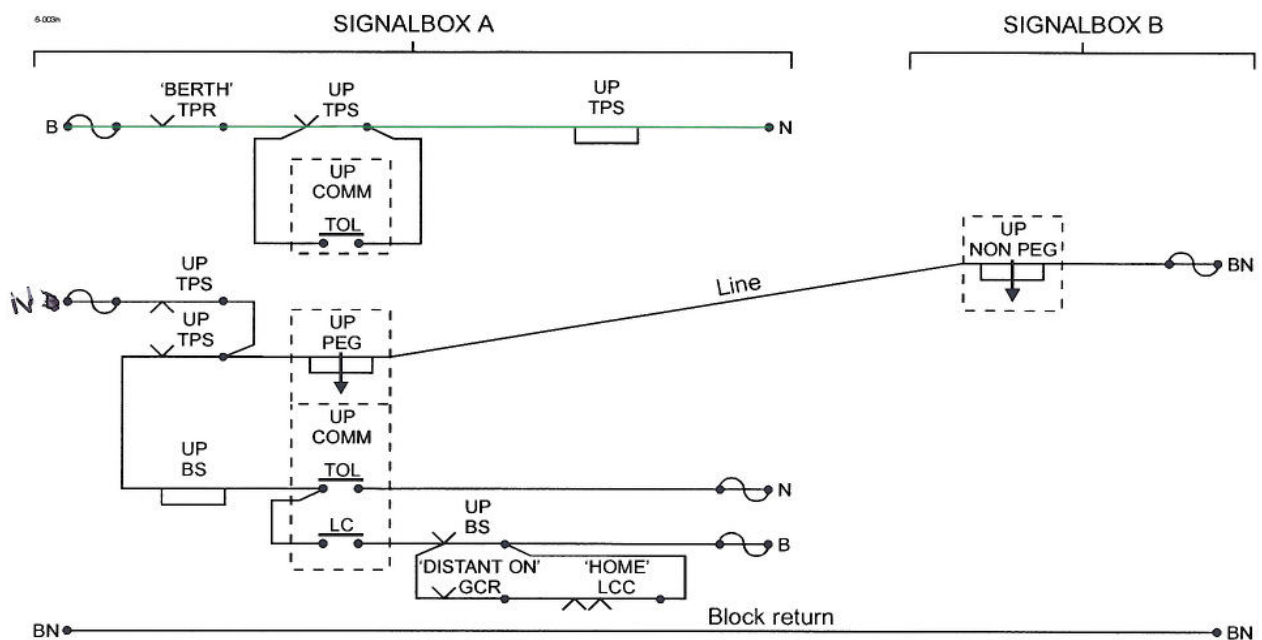 6-003n
SIGNALBOX A
SIGNALBOX B
'BERTH'
TPR
UP
TPS
UP
TPS
B
N
UP
COMM
TOL
UP
NON PEG
BN
Line
N
UP
TPS
UP
TPS
UP
PEG
UP
COMM
UP
BS
TOL
N
LC
UP
BS
B
'DISTANT ON'
GCR
'HOME'
LCC
Block return
BN
BN